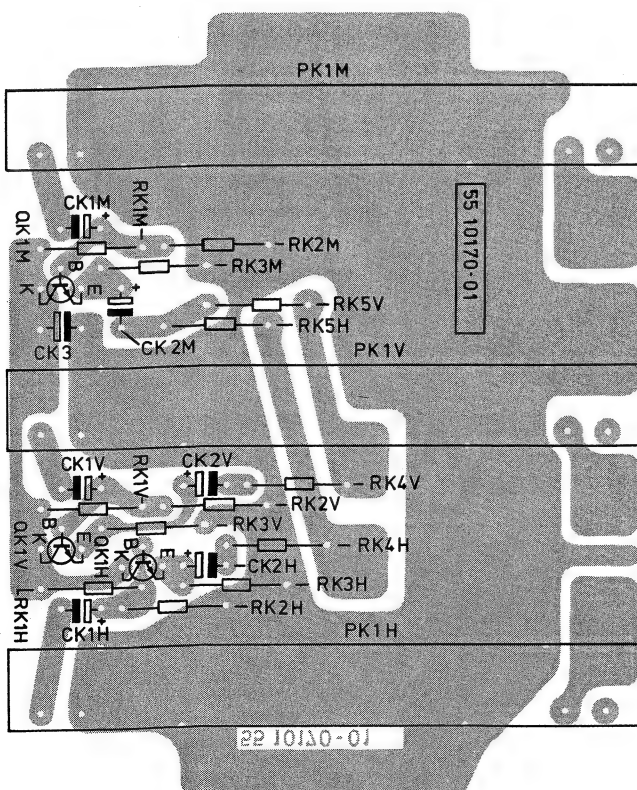 PK1M
CK1M
+
RK1M
QK1M
RK2M
B
RK3M
K
E
+
RK5V
RK5H
CK3
CK2M
PK1V
55 10170-01
CK1V
+
RK1V
CK2V
+
RK4V
RK2V
B
RK3V
K
E
QK1V
QK1H
B
K
E
RK4H
+
CK2H
RK3H
RK1H
RK2H
CK1H
+
PK1H
55 10170-01